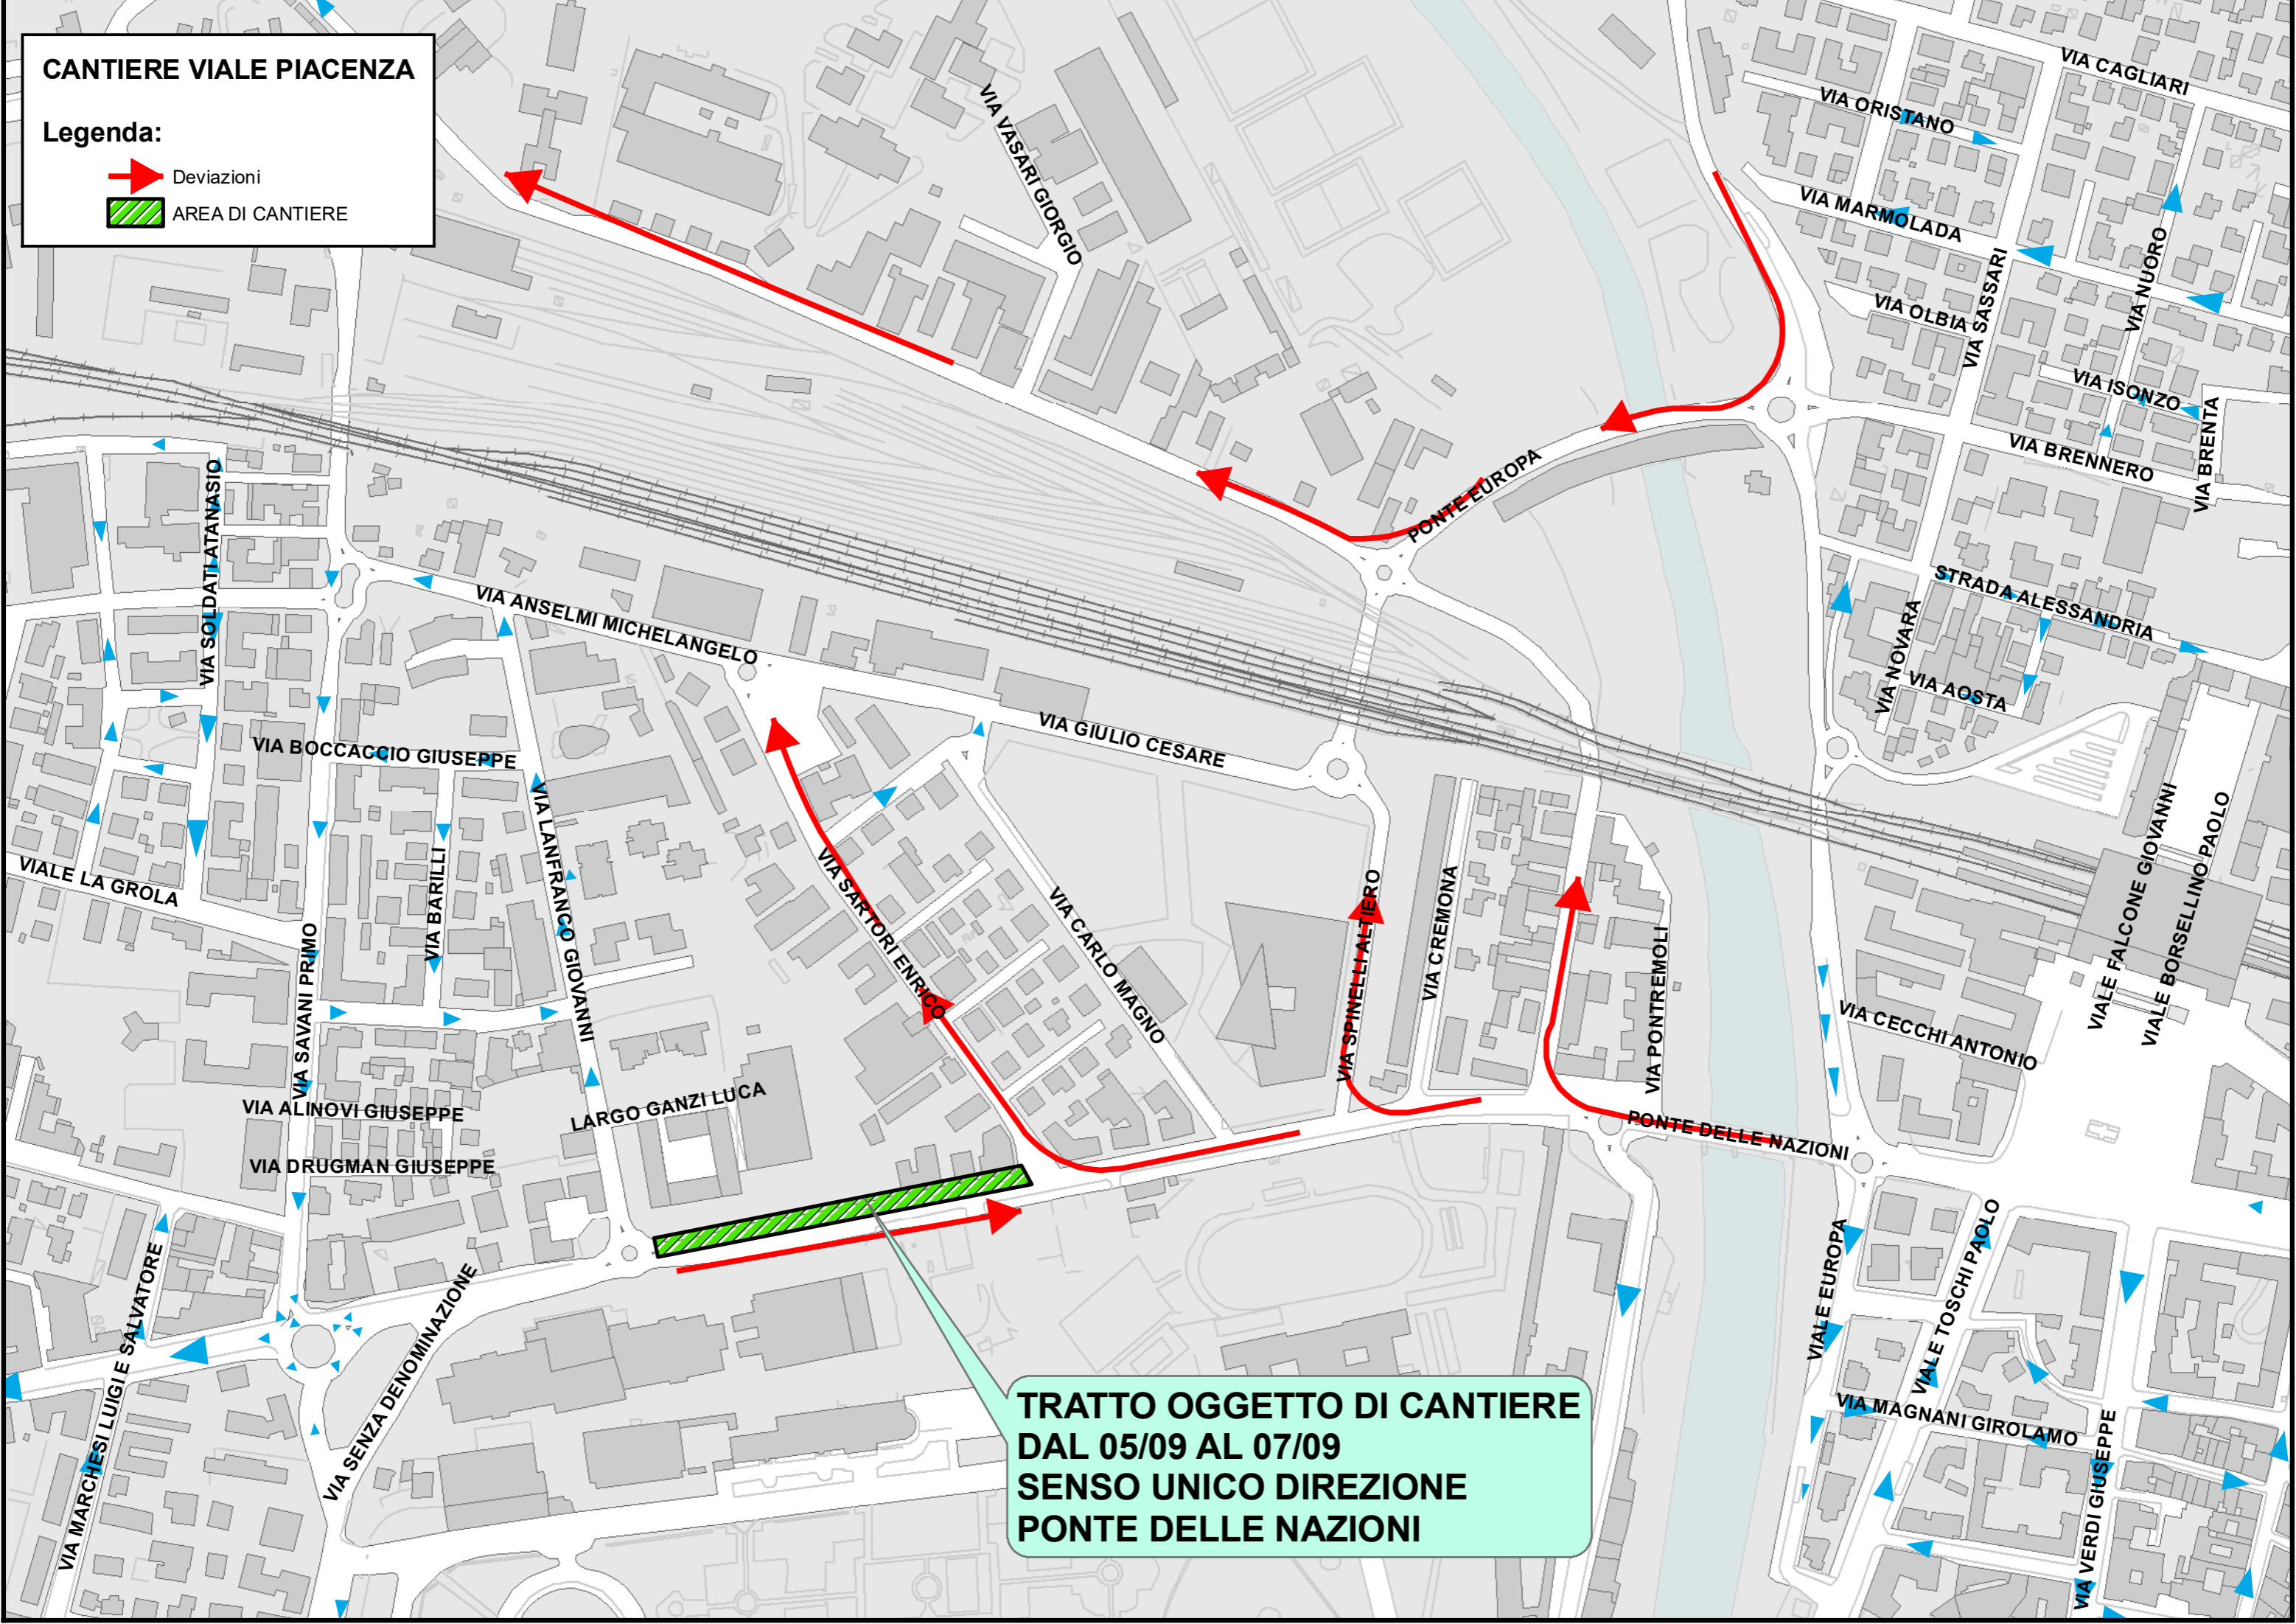 CANTIERE VIALE PIACENZA
Legenda:
Deviazioni
AREA DI CANTIERE
VIA VASARI GIORGIO
VIA CAGLIARI
VIA ORISTANO
VIA MARMOLADA
VIA NUORO
VIA SASSARI
VIA OLBIA
VIA ISONZO
VIA BRENTA
VIA BRENNERO
PONTE EUROPA
VIA SOLDATI ATANASIO
VIA ANSELMI MICHELANGELO
STRADA ALESSANDRIA
VIA NOVARA
VIA AOSTA
VIA GIULIO CESARE
VIA BOCCACCIO GIUSEPPE
VIA LANFRANCO GIOVANNI
VIALE FALCONE GIOVANNI
VIALE BORSELLINO PAOLO
VIALE LA GROLA
VIA BARILLI
VIA SARTORI ENRICO
VIA CARLO MAGNO
VIA SPINELLI ALTIERO
VIA CREMONA
VIA PONTREMOLI
VIA SAVANI PRIMO
VIA CECCHI ANTONIO
VIA ALINOVI GIUSEPPE
LARGO GANZI LUCA
PONTE DELLE NAZIONI
VIA DRUGMAN GIUSEPPE
VIALE EUROPA
VIALE TOSCHI PAOLO
VIA MARCHESI LUIGI E SALVATORE
VIA SENZA DENOMINAZIONE
VIA MAGNANI GIROLAMO
VIA VERDI GIUSEPPE
TRATTO OGGETTO DI CANTIERE
DAL 05/09 AL 07/09
SENSO UNICO DIREZIONE
PONTE DELLE NAZIONI